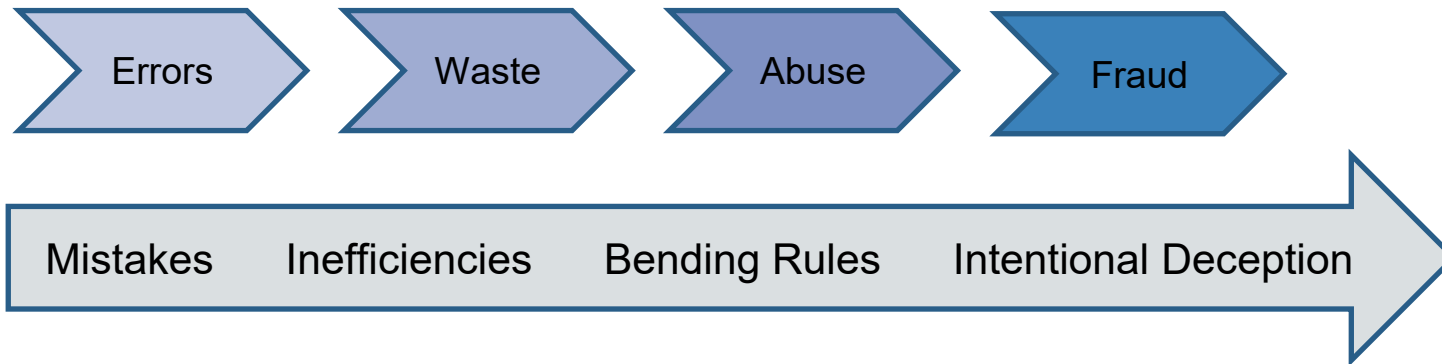 Errors Waste Abuse Fraud
Mistakes Inefficiencies Bending Rules Intentional Deception